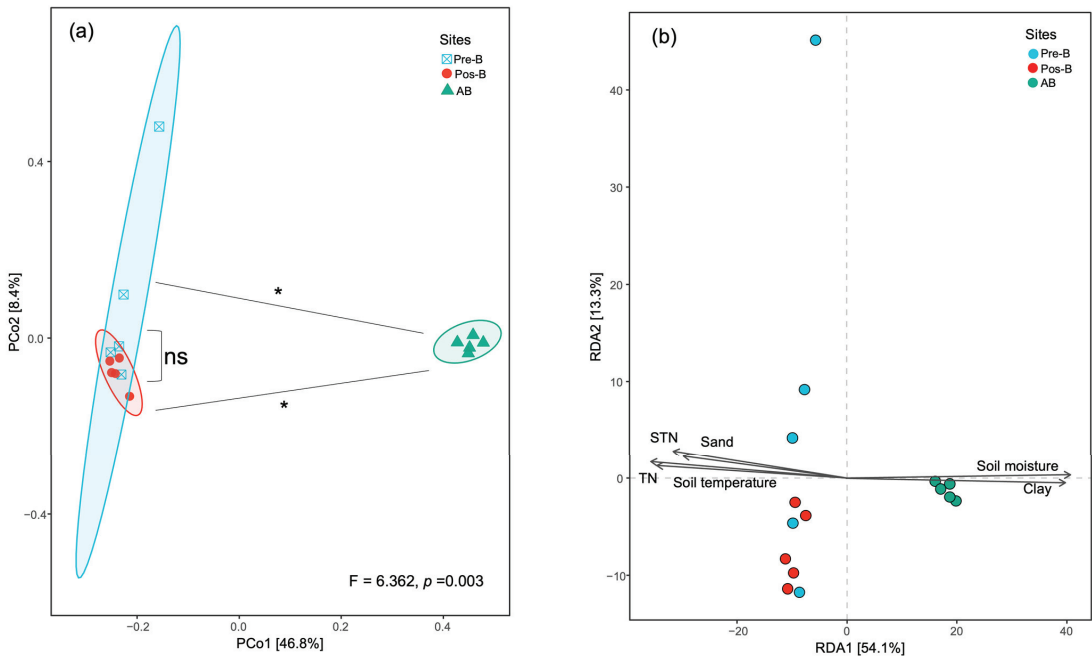 (a)
Sites
Pre-B
Pos-B
AB
0.4
0.0
-0.4
PCo2 [8.4%]
*
ns
*
F = 6.362, p =0.003
-0.2
0.0
0.2
0.4
PCo1 [46.8%]
(b)
Sites
Pre-B
Pos-B
AB
40
30
20
10
0
-10
RDA2 [13.3%]
STN
Sand
TN
Soil temperature
Soil moisture
Clay
-20
0
20
40
RDA1 [54.1%]